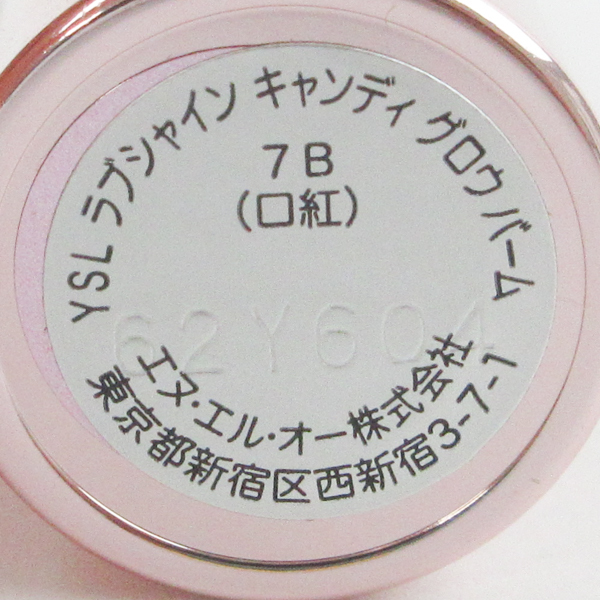 YSL ラブシャイン キャンディ グロウ バーム
7B
(口紅)
62Y604
エヌ・エル・オー株式会社
東京都新宿区西新宿3-7-1